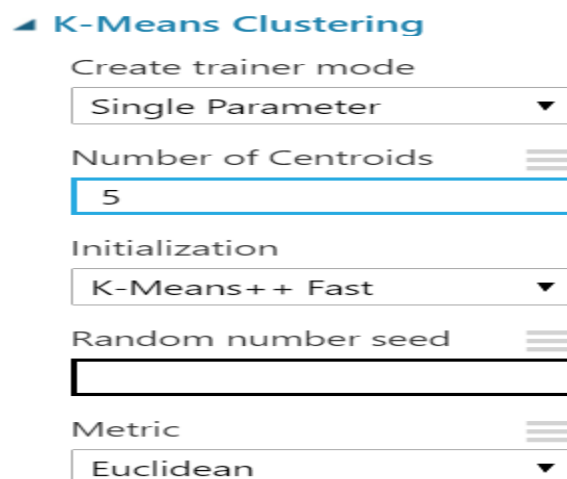 K-Means Clustering
Create trainer mode
Single Parameter
Number of Centroids
5
Initialization
K-Means++ Fast
Random number seed
Metric
Euclidean